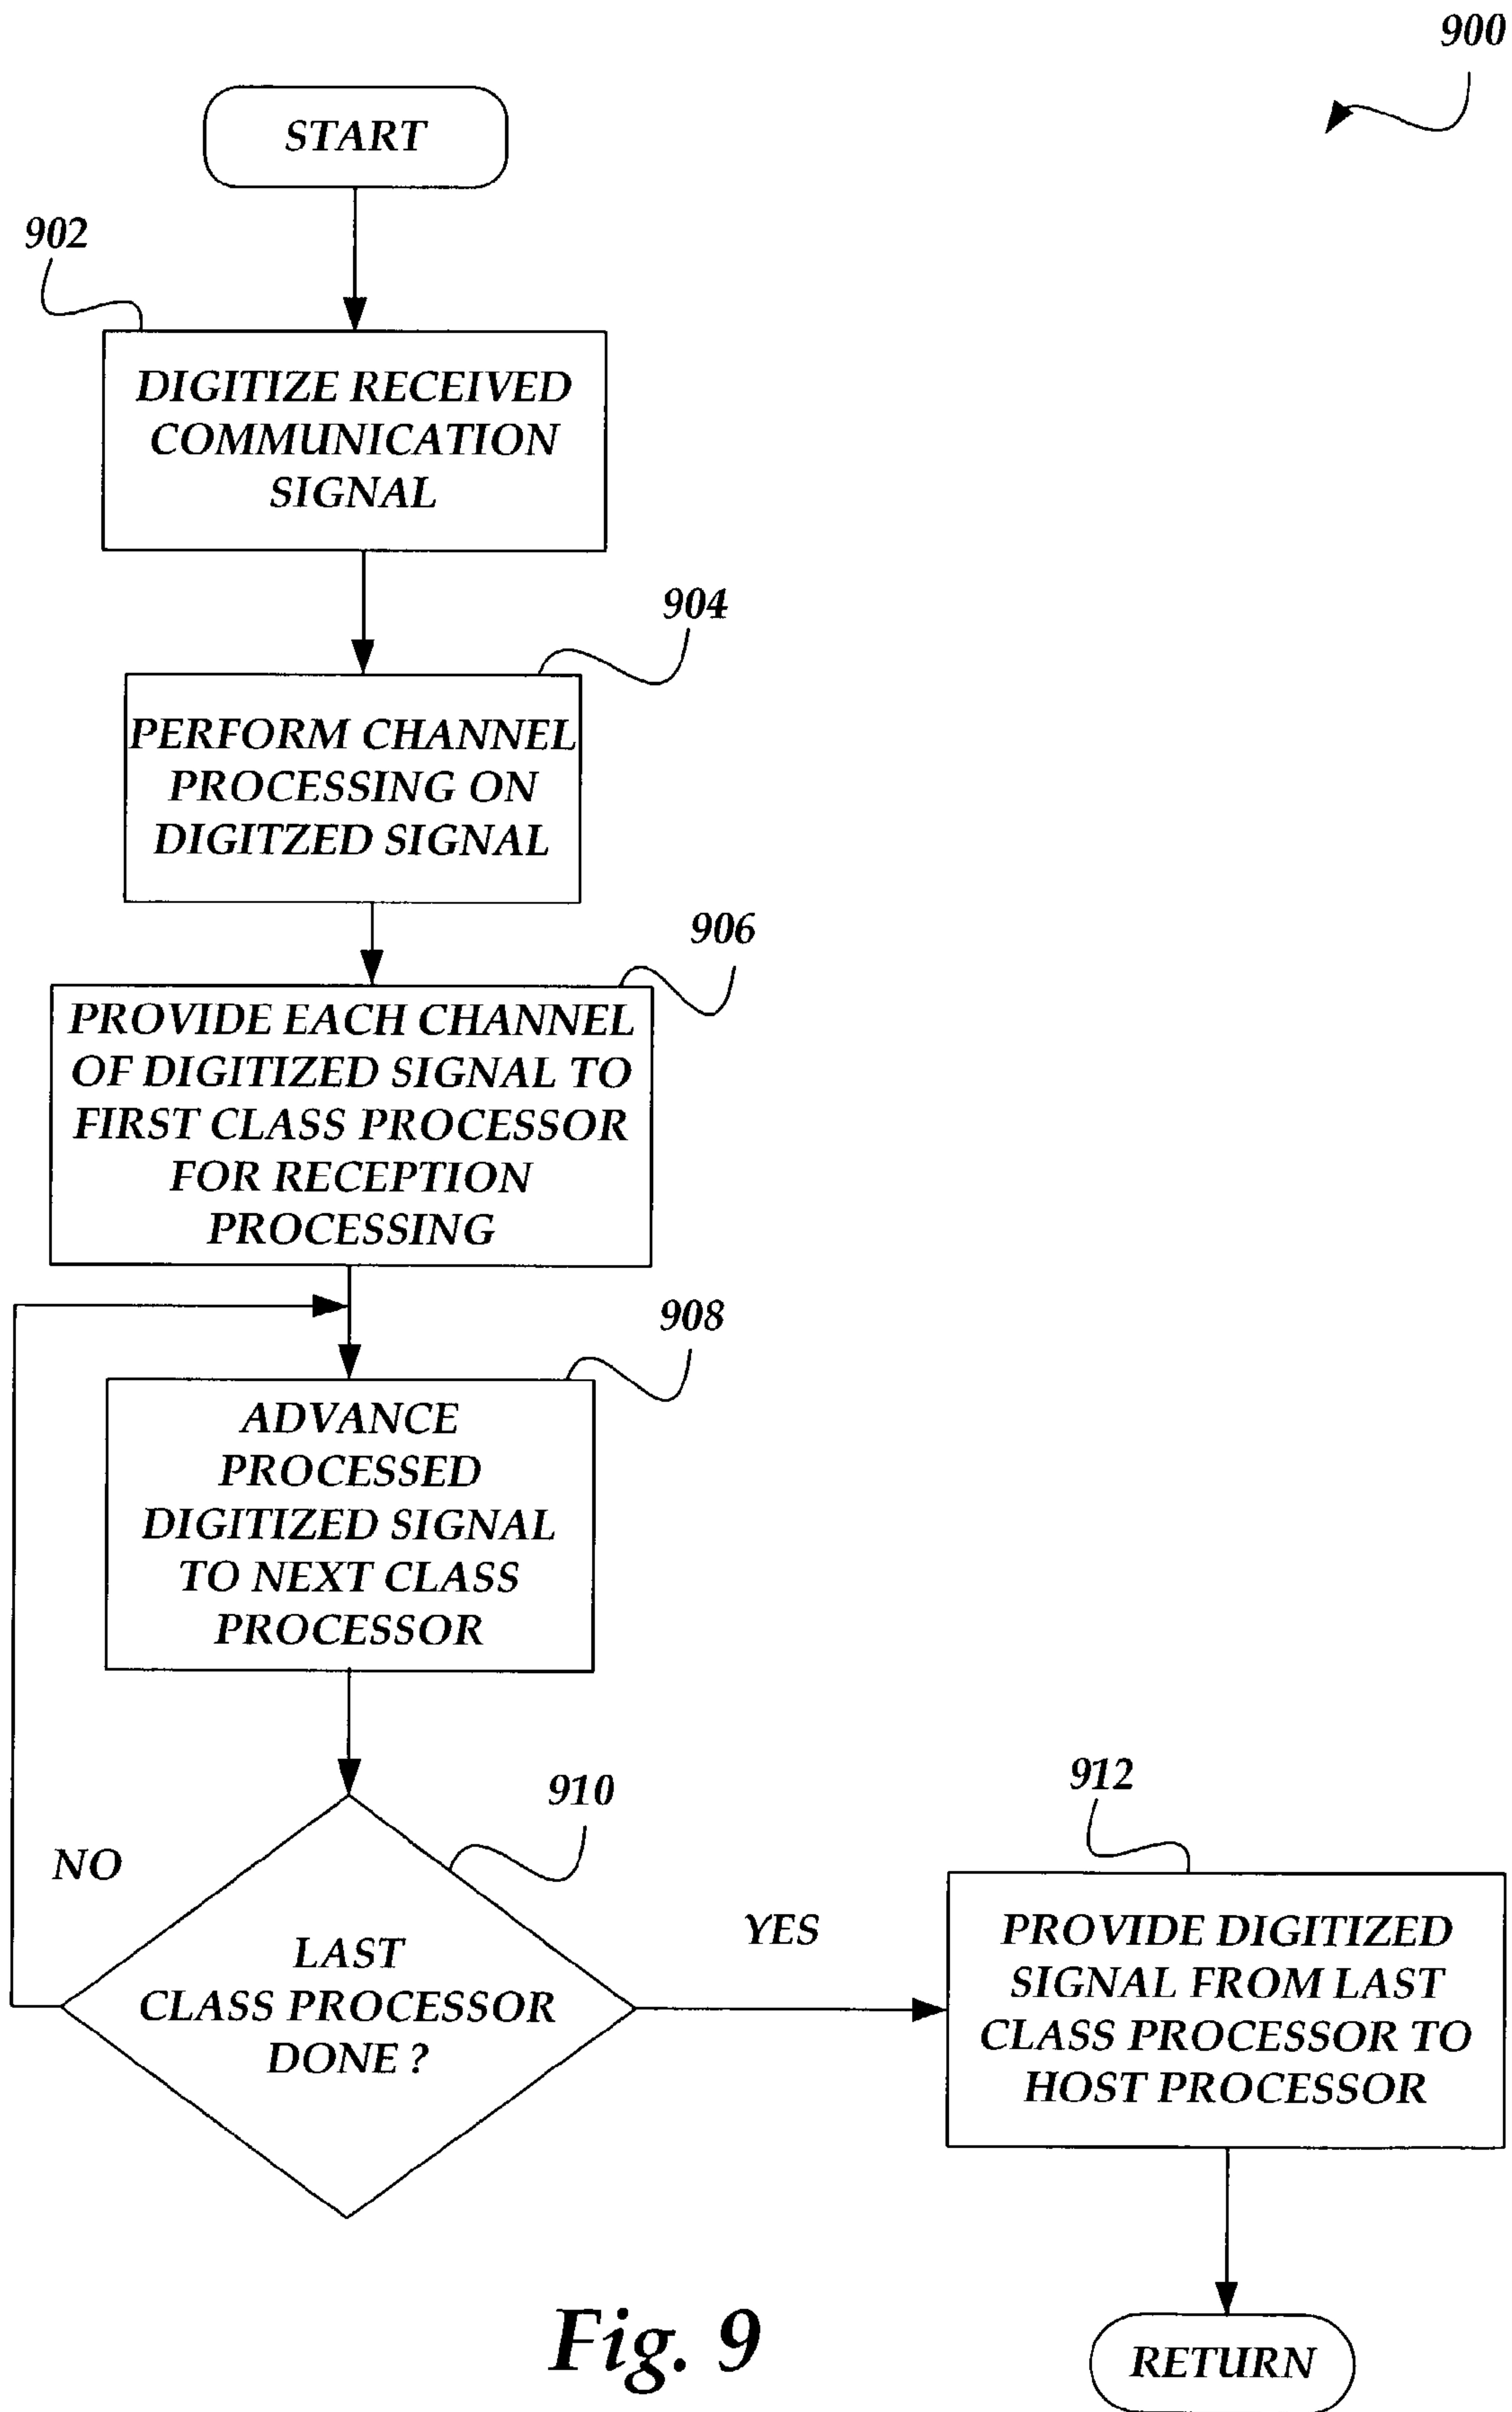 900
START
902
DIGITIZE RECEIVED
COMMUNICATION
SIGNAL
904
PERFORM CHANNEL
PROCESSING ON
DIGITZED SIGNAL
906
PROVIDE EACH CHANNEL
OF DIGITIZED SIGNAL TO
FIRST CLASS PROCESSOR
FOR RECEPTION
PROCESSING
908
ADVANCE
PROCESSED
DIGITIZED SIGNAL
TO NEXT CLASS
PROCESSOR
910
NO
LAST
CLASS PROCESSOR
DONE ?
YES
912
PROVIDE DIGITIZED
SIGNAL FROM LAST
CLASS PROCESSOR TO
HOST PROCESSOR
RETURN
Fig. 9